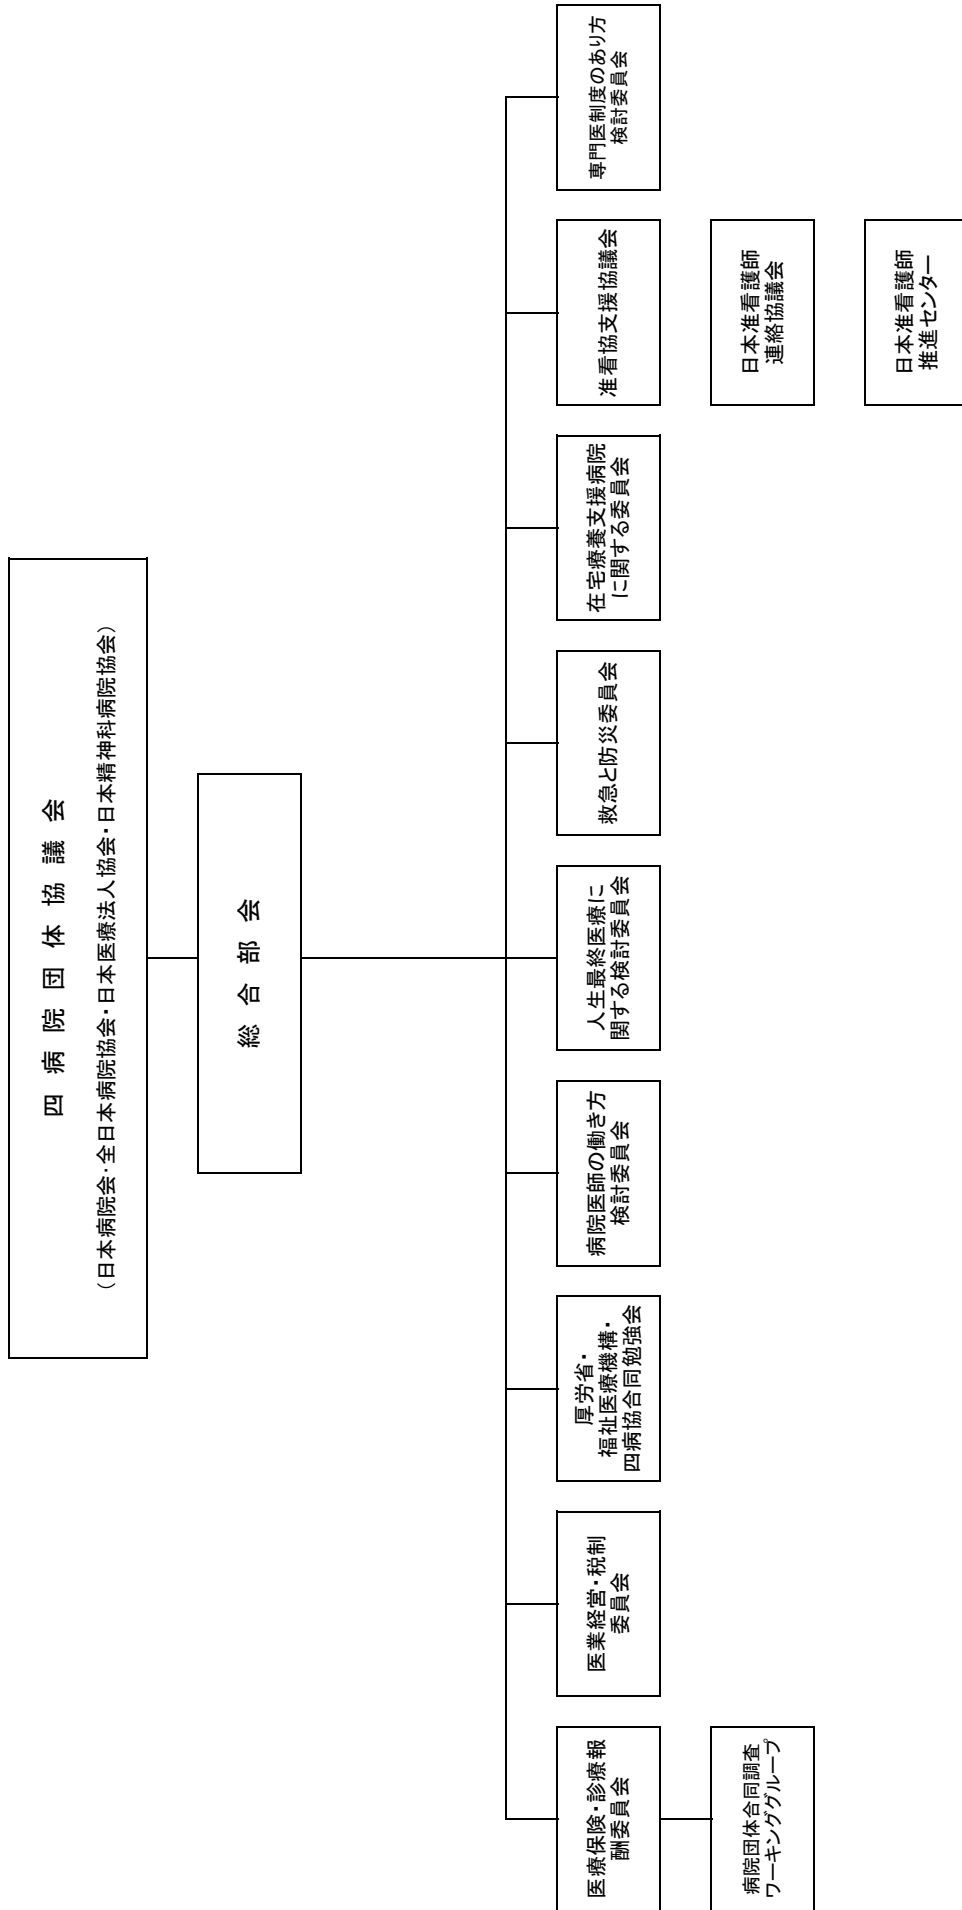 四病院団体協議会
（日本病院会・全日本病院協会・日本医療法人協会・日本精神科病院協会）
総合部会
医療保険・診療報
酬委員会
医業経営・税制
委員会
厚労省・
福祉医療機構・
四病協合同勉強会
病院医師の働き方
検討委員会
人生最終医療に
関する検討委員会
救急と防災委員会
在宅療養支援病院
に関する委員会
准看協支援協議会
専門医制度のあり方
検討委員会
病院団体合同調査
ワーキンググループ
日本准看護師
連絡協議会
日本准看護師
推進センター